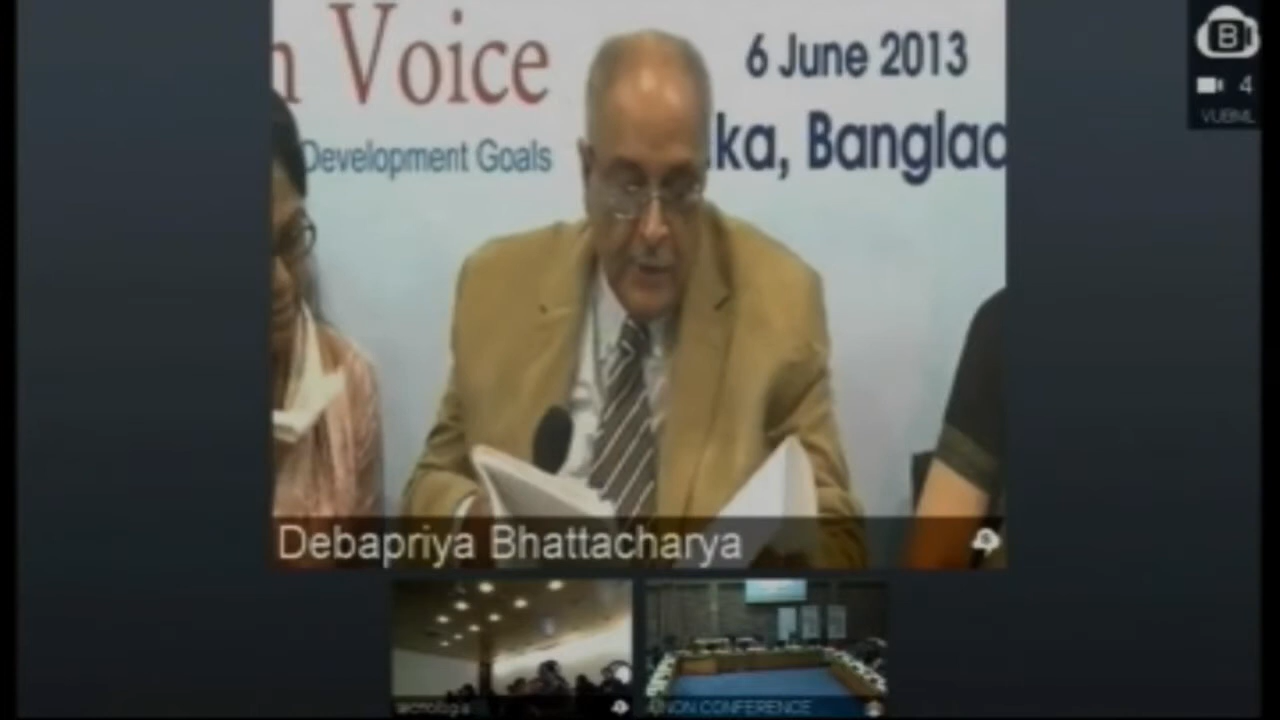 n Voice
Development Goals
6 June 2013
ka, Banglad
B
4
Debapriya Bhattacharya
CONFERENCE